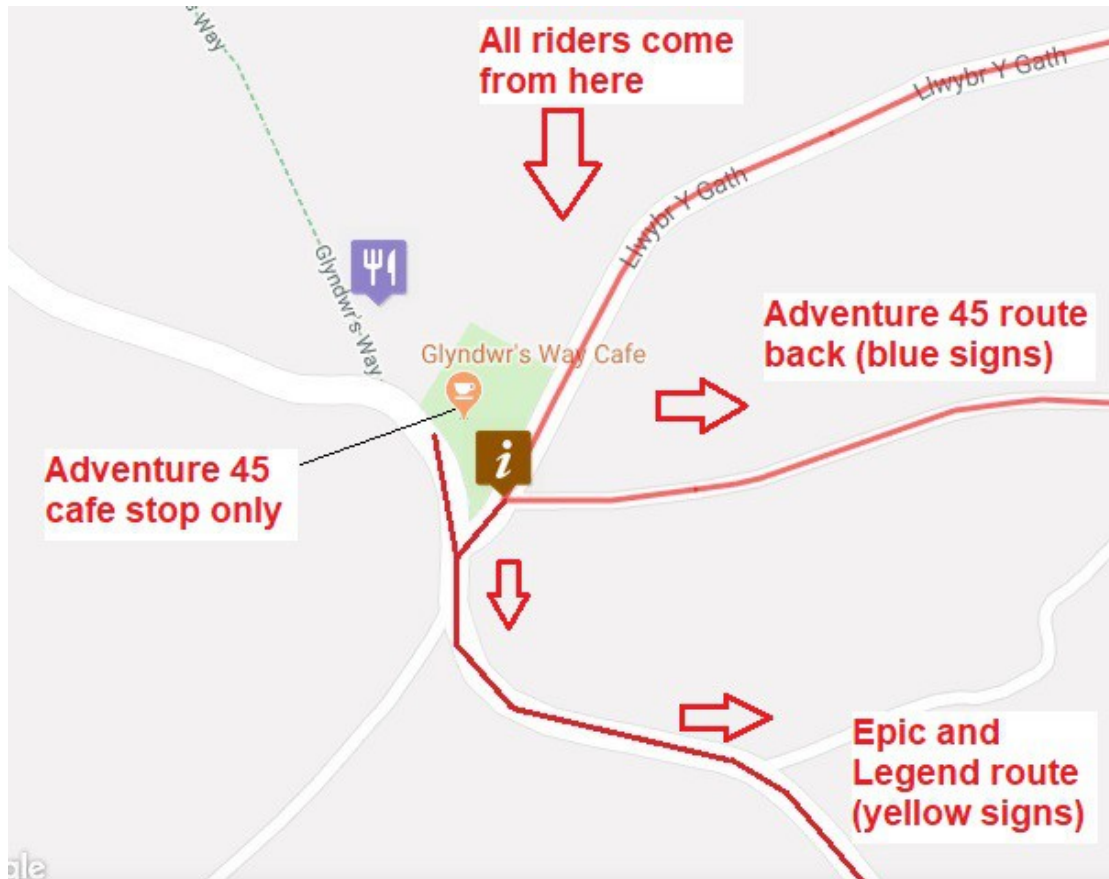 s Way
Glyndwr's Way
All riders come
from here
Llwybr Y Gath
Llwybr Y Gath
Adventure 45 route
back (blue signs)
Glyndwr's Way Cafe
Adventure 45
cafe stop only
i
Epic and
Legend route
(yellow signs)